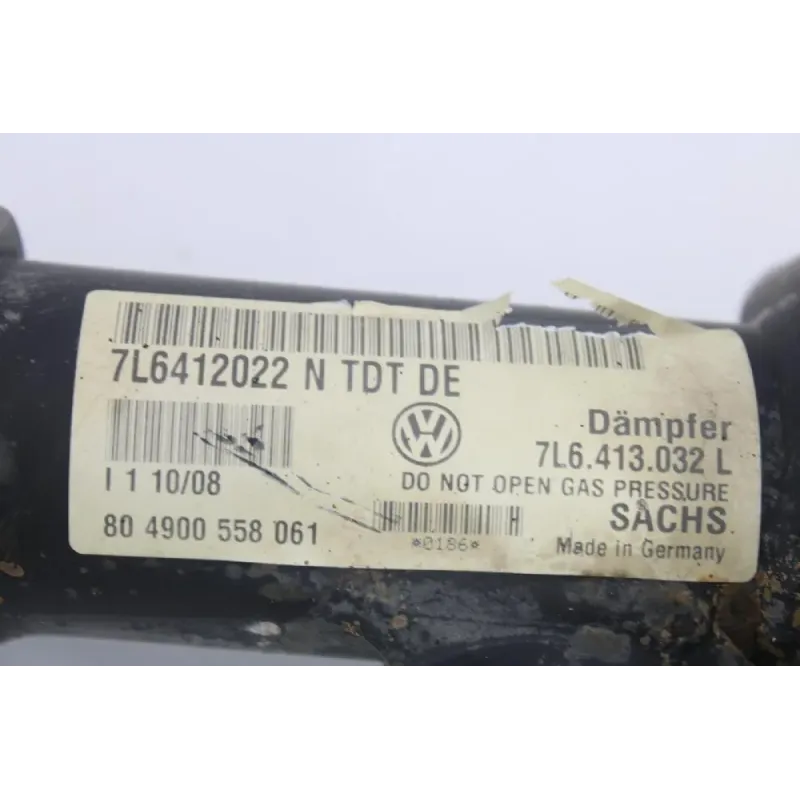 7L6412022 N TDT DE
Dämpfer
7L6.413.032 L
DO NOT OPEN GAS PRESSURE
I 1 10/08
SACHS
80 4900 558 061
*0186*
Made in Germany